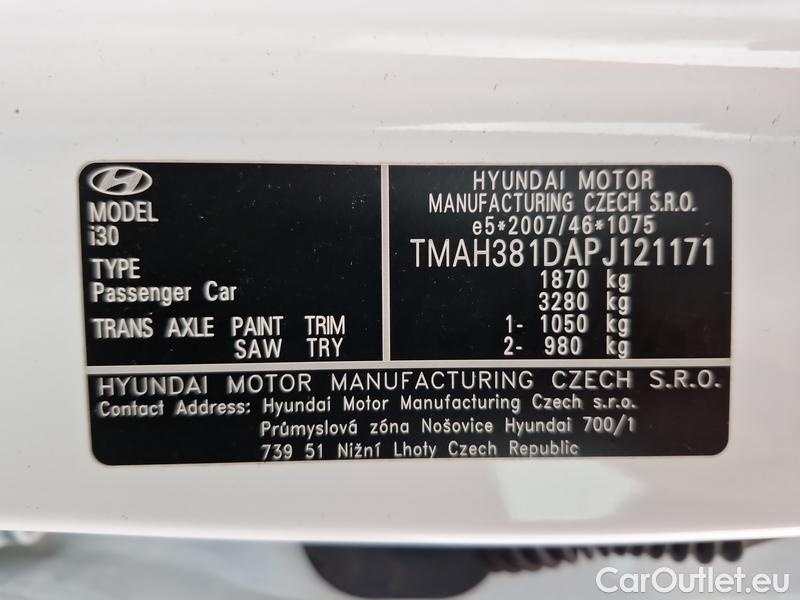 MODEL
i30
TYPE
Passenger Car
TRANS AXLE PAINT TRIM
SAW TRY
HYUNDAI MOTOR
MANUFACTURING CZECH S.R.O.
e5*2007/46*1075
TMAH381DAPJ121171
1870 kg
3280 kg
1- 1050 kg
2- 980 kg
HYUNDAI MOTOR MANUFACTURING CZECH S.R.O.
Contact Address: Hyundai Motor Manufacturing Czech s.r.o.
Průmyslová zóna Nošovice Hyundai 700/1
739 51 Nižní Lhoty Czech Republic
CarOutlet.eu